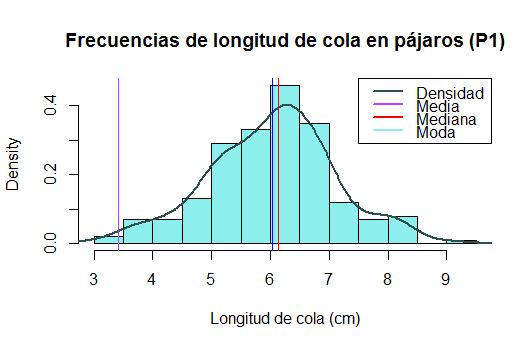 Frecuencias de longitud de cola en pájaros (P1)
Densidad
Media
Mediana
Moda
Density
0.0
0.2
0.4
3
4
5
6
7
8
9
Longitud de cola (cm)